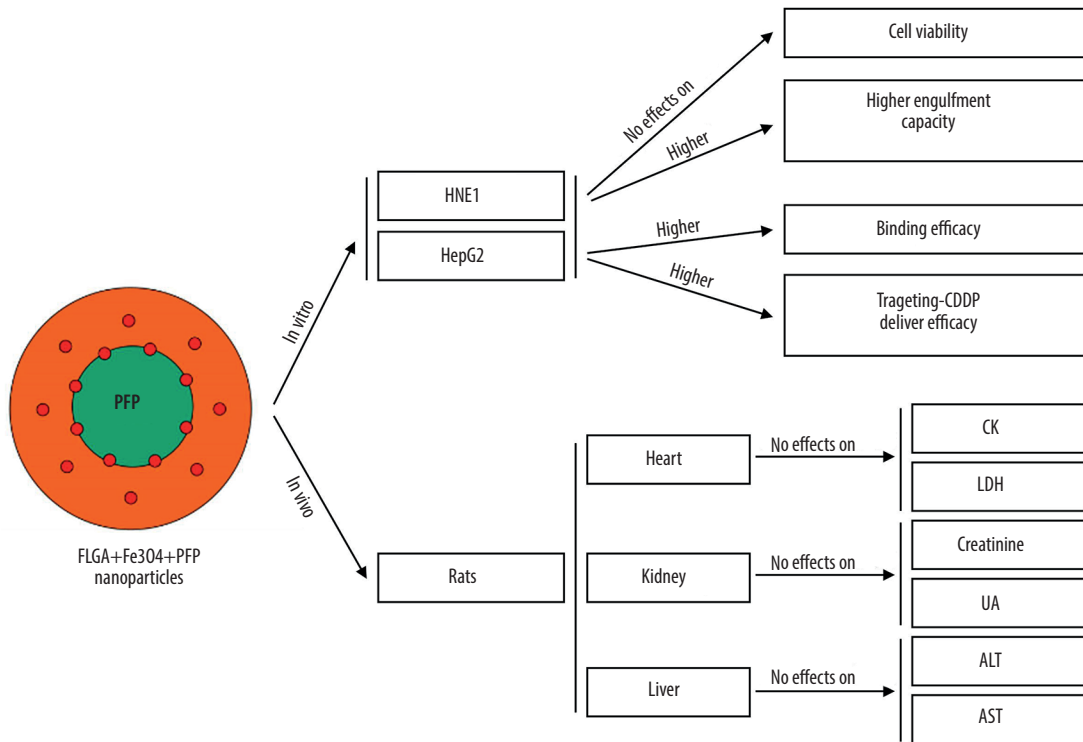 Cell viability
No effects on
Higher engulfment
capacity
Higher
HNE1
HepG2
Higher
Binding efficacy
Higher
Trageting-CDDP
deliver efficacy
In vitro
PFP
In vivo
FLGA+Fe3O4+PFP
nanoparticles
Rats
Heart
No effects on
CK
LDH
Kidney
No effects on
Creatinine
UA
Liver
No effects on
ALT
AST